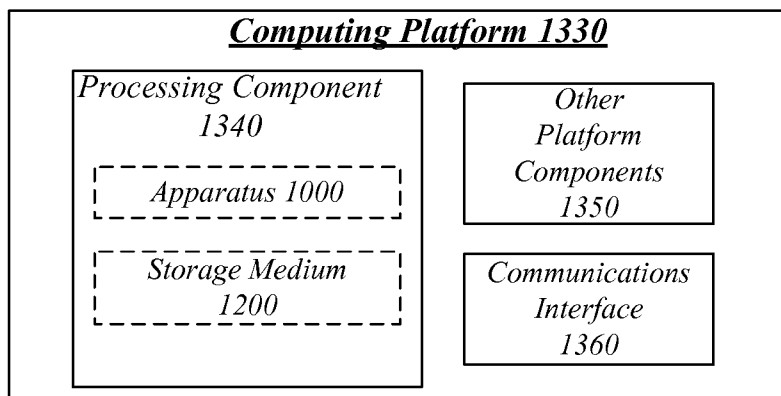 Computing Platform 1330
Processing Component
1340
Apparatus 1000
Storage Medium
1200
Other
Platform
Components
1350
Communications
Interface
1360